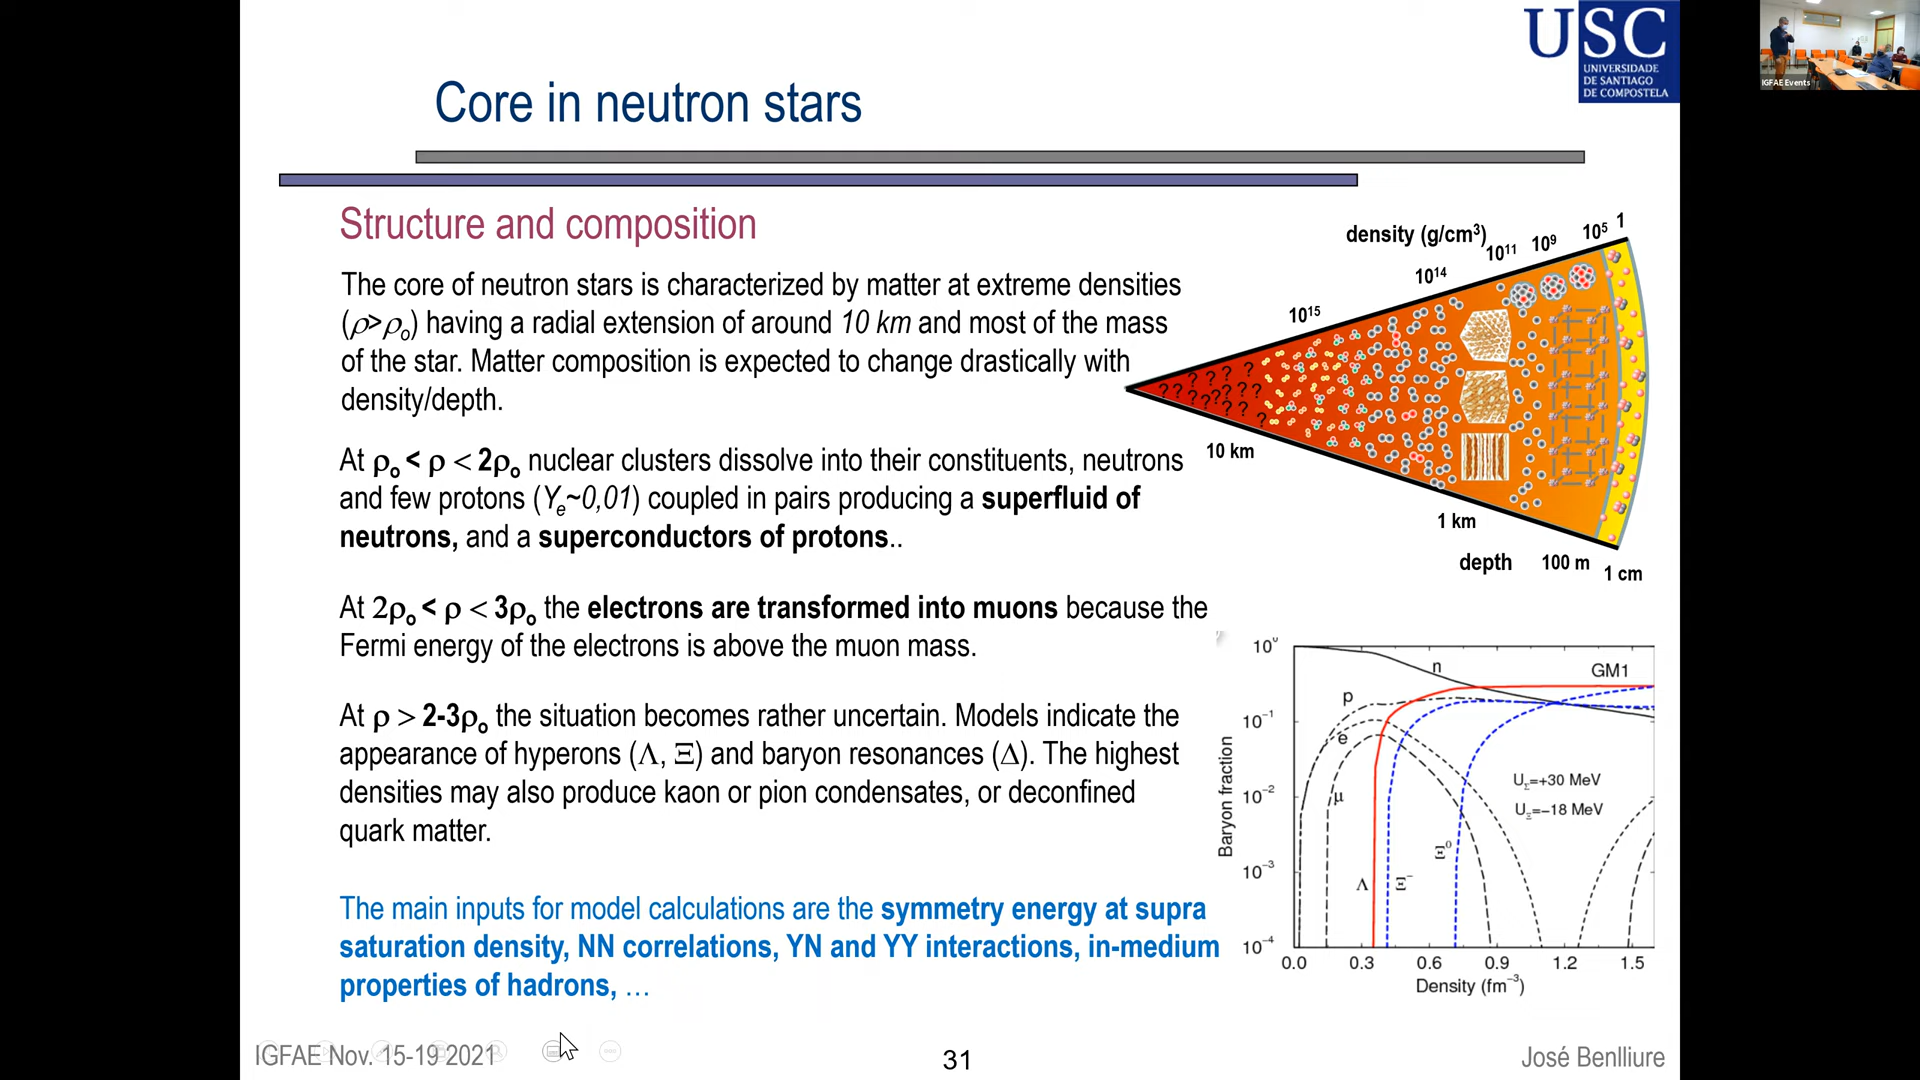 USC
UNIVERSIDADE
DE SANTIAGO
DE COMPOSTELA
IGFAE Events
Core in neutron stars
Structure and composition
The core of neutron stars is characterized by matter at extreme densities
(ρ>ρo) having a radial extension of around 10 km and most of the mass
of the star. Matter composition is expected to change drastically with
density/depth.
At ρo < ρ < 2ρo nuclear clusters dissolve into their constituents, neutrons
and few protons (Ye~0,01) coupled in pairs producing a superfluid of
neutrons, and a superconductors of protons..
At 2ρo < ρ < 3ρo the electrons are transformed into muons because the
Fermi energy of the electrons is above the muon mass.
At ρ > 2-3ρo the situation becomes rather uncertain. Models indicate the
appearance of hyperons (Λ, Ξ) and baryon resonances (Δ). The highest
densities may also produce kaon or pion condensates, or deconfined
quark matter.
The main inputs for model calculations are the symmetry energy at supra
saturation density, NN correlations, YN and YY interactions, in-medium
properties of hadrons, …
density (g/cm³)
10¹⁵
10¹⁴
10¹¹
10⁹
10⁵
1
? ? ? ? ? ? ? ? ? ? ? ? ? ? ? ?
10 km
1 km
depth
100 m
1 cm
10⁰
10⁻¹
10⁻²
10⁻³
10⁻⁴
Baryon fraction
n
GM1
p
e
μ
UΣ=+30 MeV
UΞ=−18 MeV
Λ
Ξ⁻
Ξ⁰
0.0 0.3 0.6 0.9 1.2 1.5
Density (fm⁻³)
IGFAE Nov. 15-19 2021
31
José Benlliure